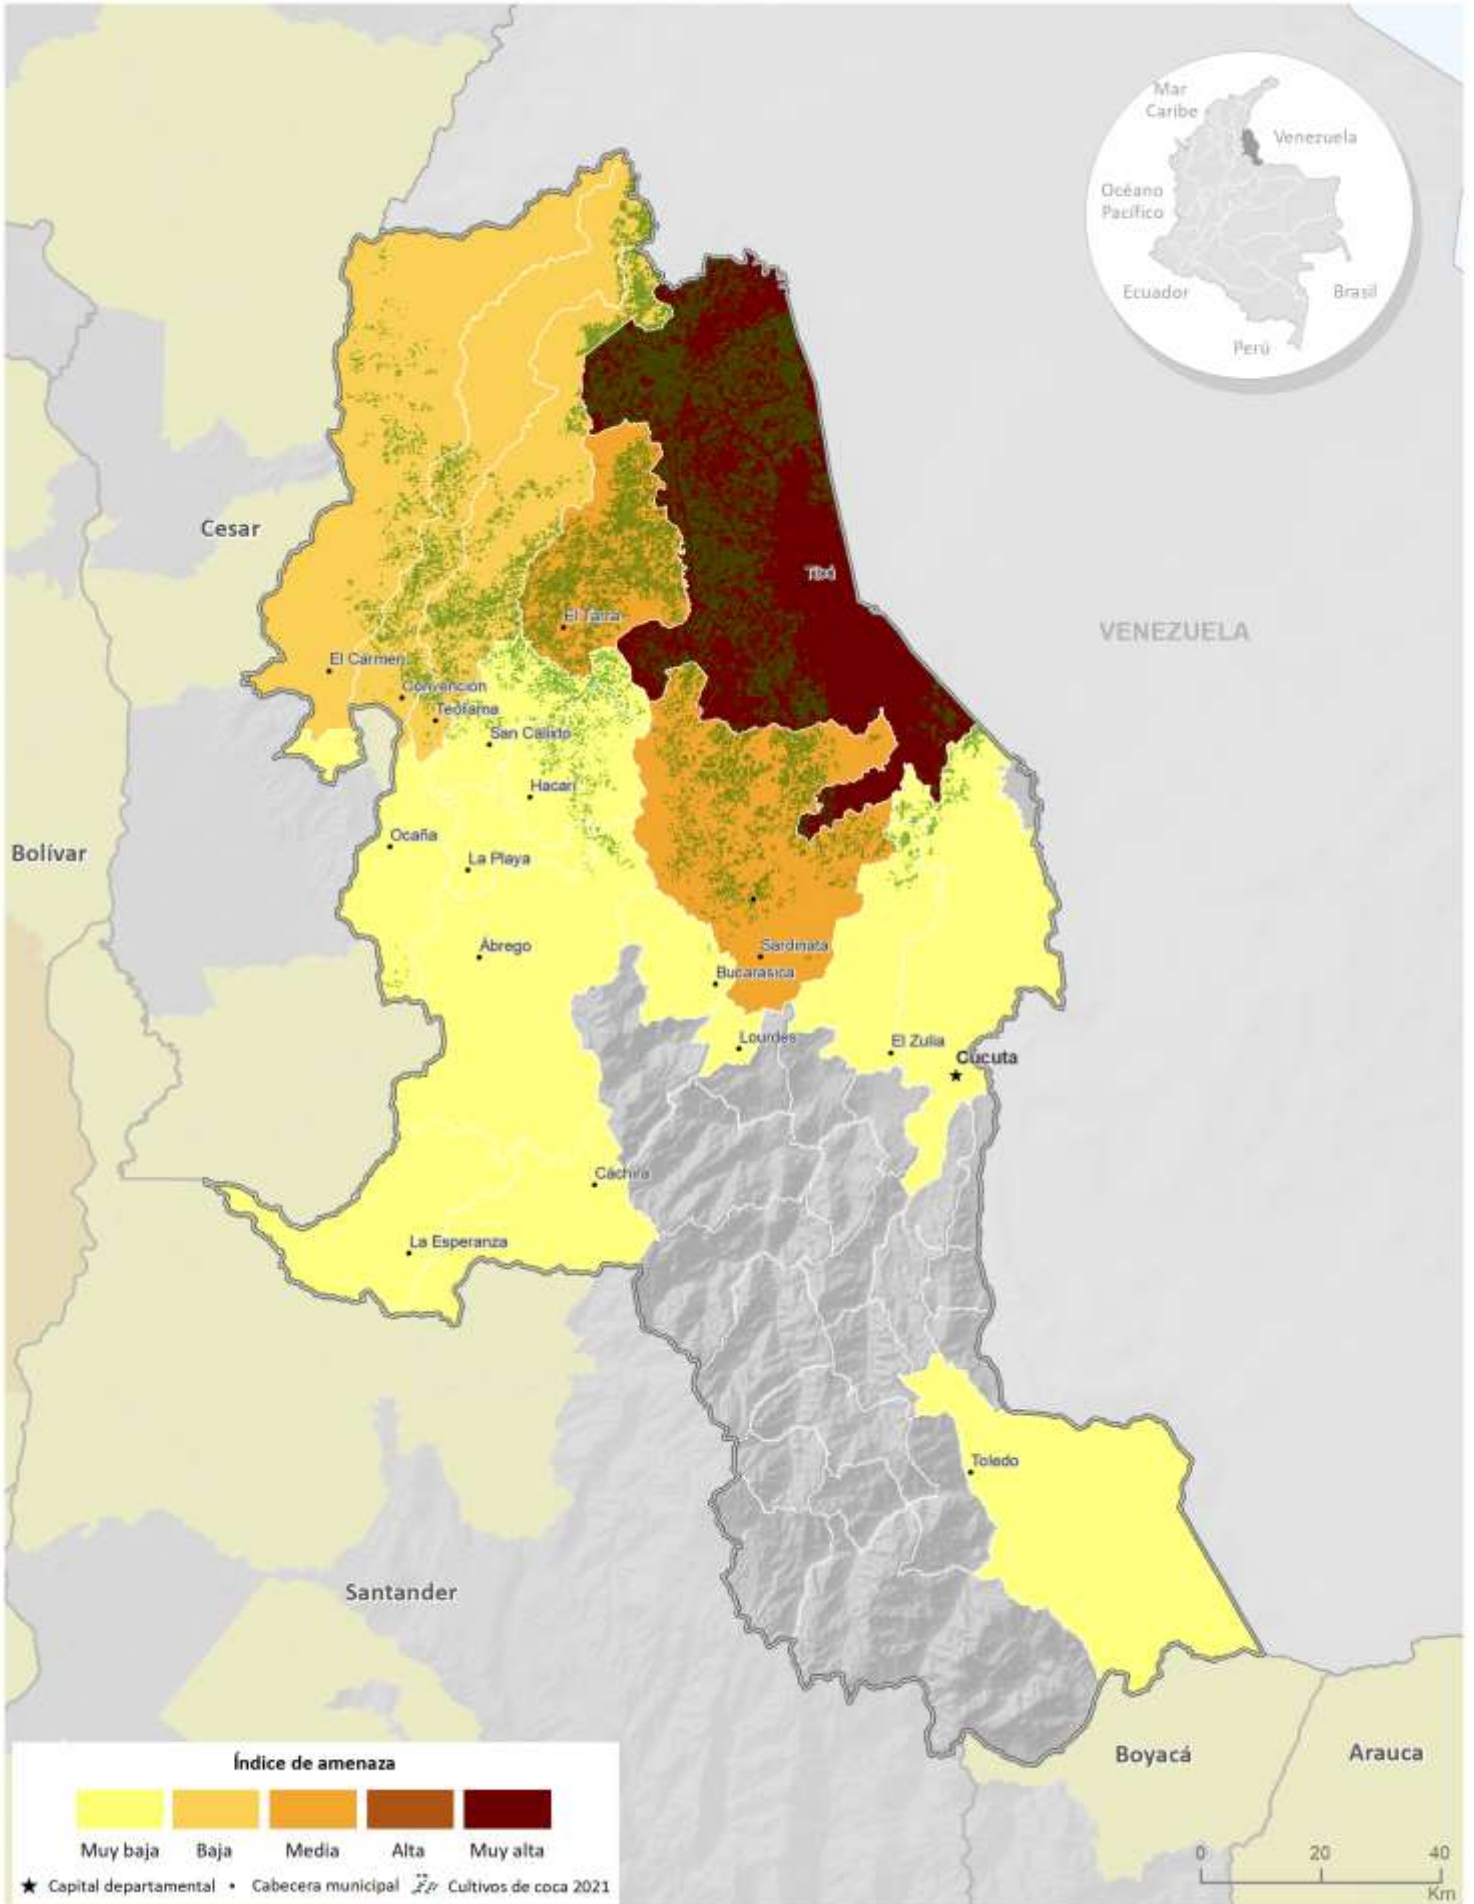 Mar
Caribe
Venezuela
Océano
Pacífico
Ecuador
Brasil
Perú
Cesar
Tibú
VENEZUELA
El Tarra
El Carmen
Convención
Teorama
San Calixto
Hacarí
Ocaña
Bolívar
La Playa
Ábrego
Sardinata
Bucarasica
Lourdes
El Zulia
Cúcuta
Cáchira
La Esperanza
Toledo
Santander
Boyacá
Arauca
Índice de amenaza
Muy baja Baja Media Alta Muy alta
Capital departamental Cabecera municipal Cultivos de coca 2021
0 20 40
Km